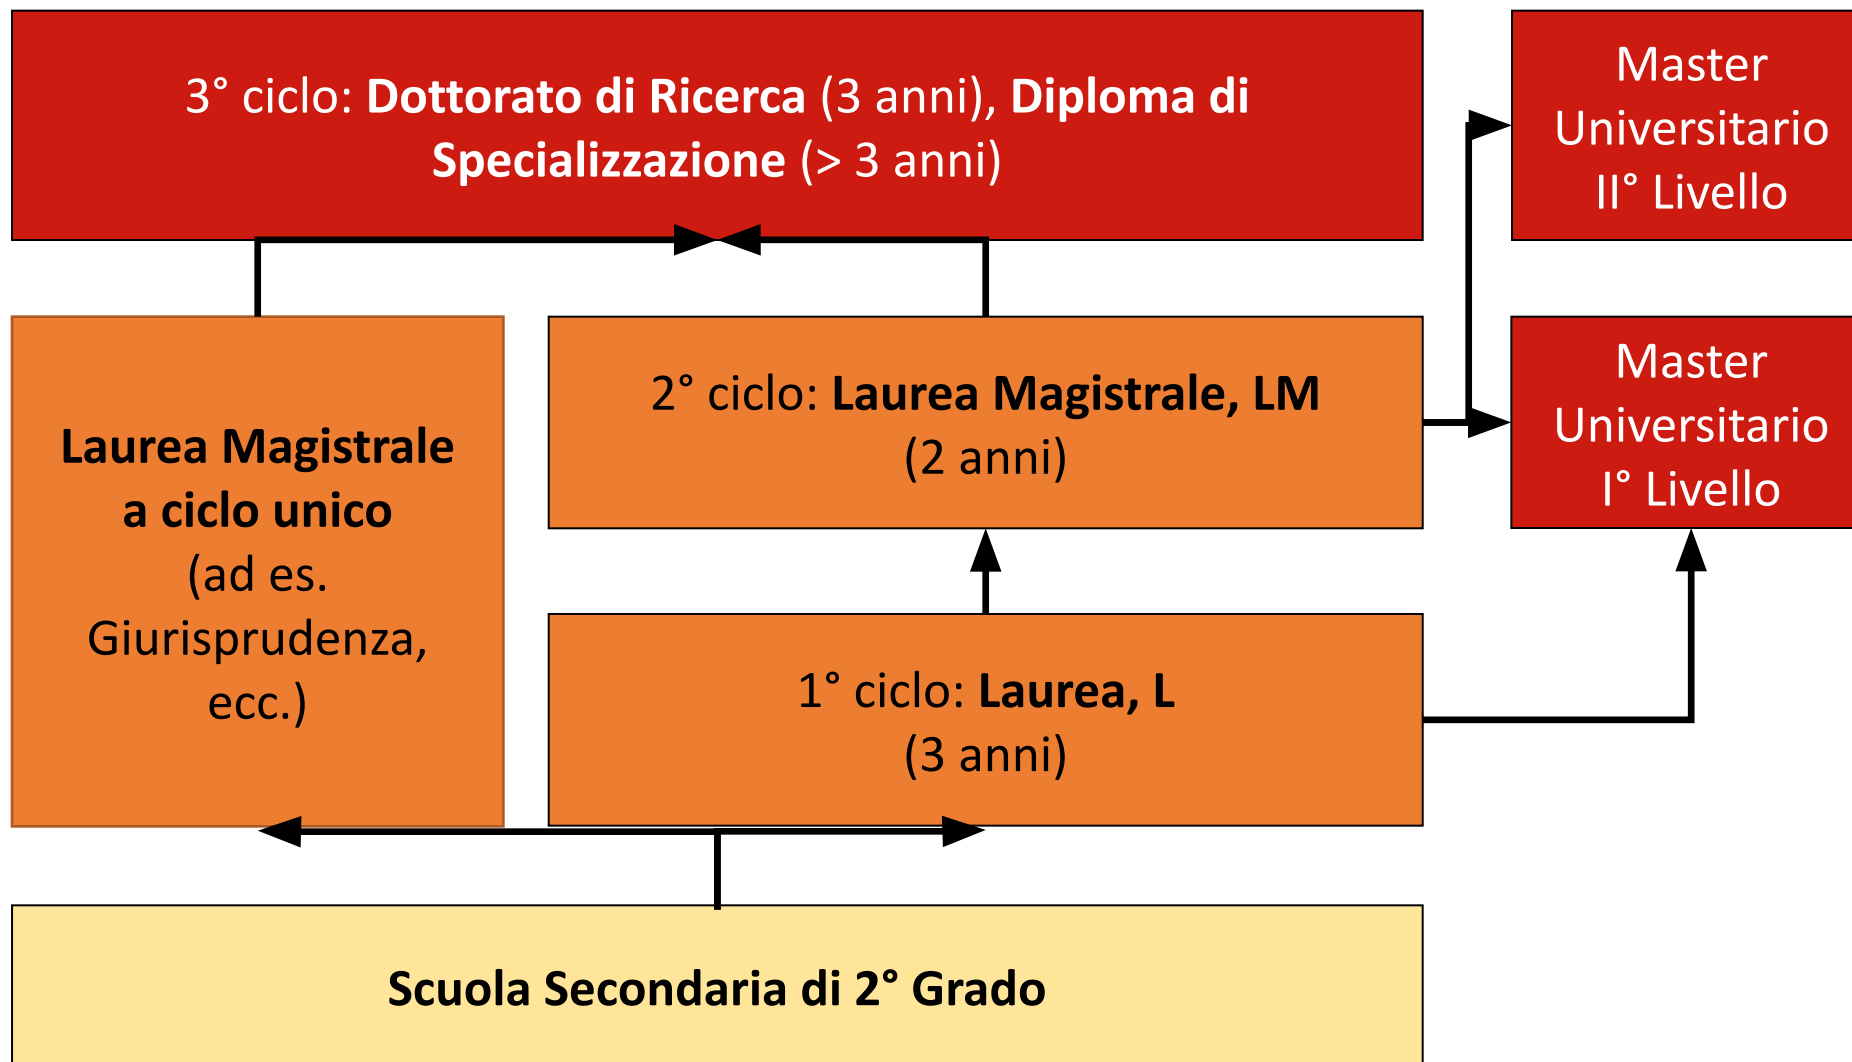 3° ciclo: Dottorato di Ricerca (3 anni), Diploma di
Specializzazione (> 3 anni)
Master
Universitario
II° Livello
Laurea Magistrale
a ciclo unico
(ad es.
Giurisprudenza,
ecc.)
2° ciclo: Laurea Magistrale, LM
(2 anni)
Master
Universitario
I° Livello
1° ciclo: Laurea, L
(3 anni)
Scuola Secondaria di 2° Grado